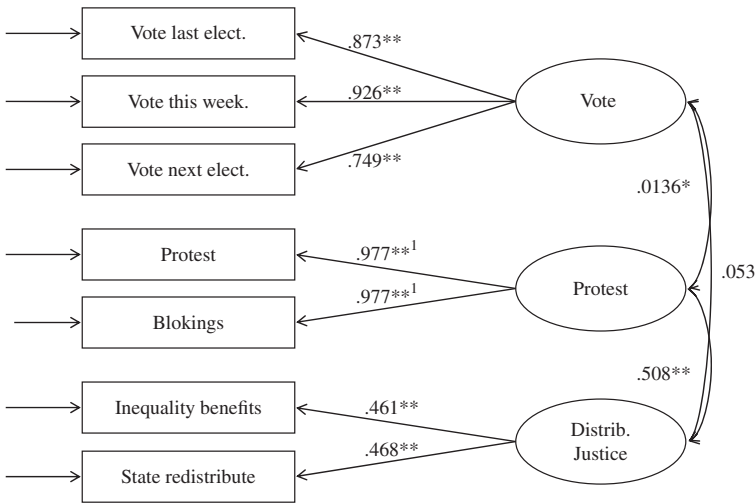 Vote last elect.
.873**
Vote this week.
.926**
Vote
Vote next elect.
.749**
.0136*
Protest
.977**1
Protest
.053
Blokings
.977**1
.508**
Inequality benefits
.461**
Distrib.
Justice
State redistribute
.468**